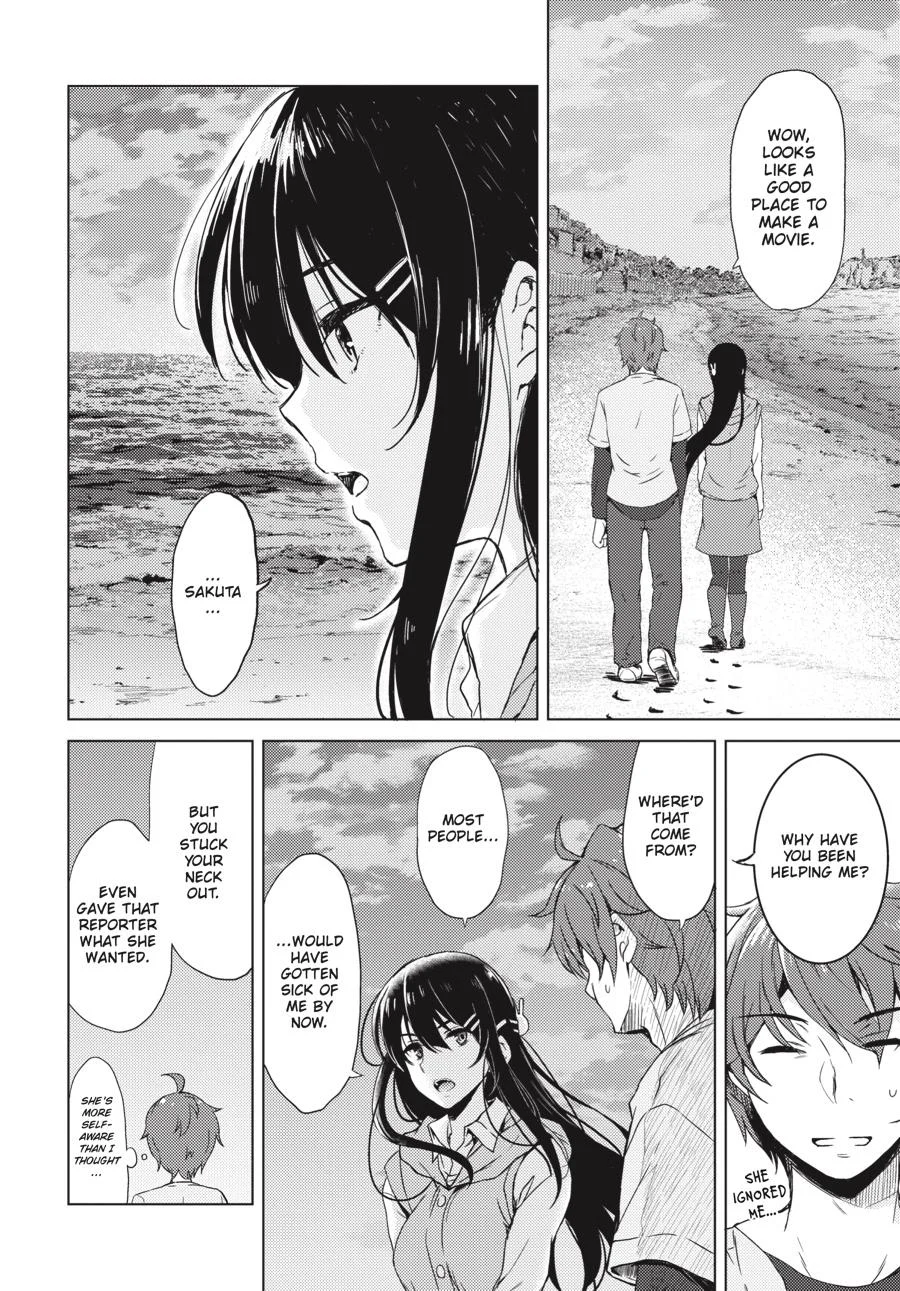 WOW,
LOOKS
LIKE A
GOOD
PLACE TO
MAKE A
MOVIE.
...
SAKUTA
...
WHY HAVE
YOU BEEN
HELPING ME?
SHE
IGNORED
ME...
WHERE'D
THAT
COME
FROM?
MOST
PEOPLE...
...WOULD
HAVE
GOTTEN
SICK OF
ME BY
NOW.
BUT
YOU
STUCK
YOUR
NECK
OUT.
EVEN
GAVE THAT
REPORTER
WHAT SHE
WANTED.
SHE'S
MORE
SELF-
AWARE
THAN I
THOUGHT
...